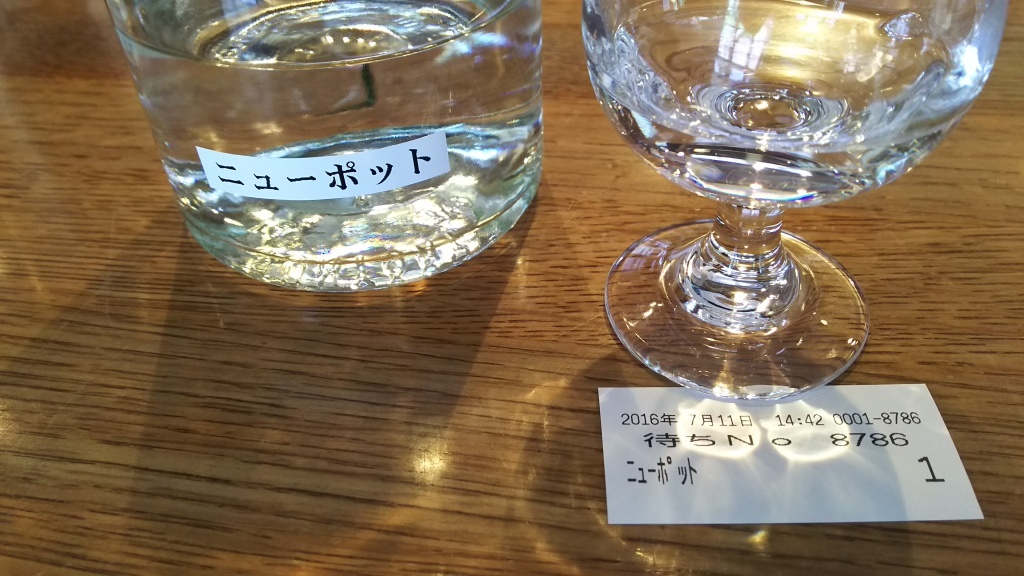 ニューポット
2016年 7月11日 14:42 0001-8786
待ちNo 8786
ニューポット 1